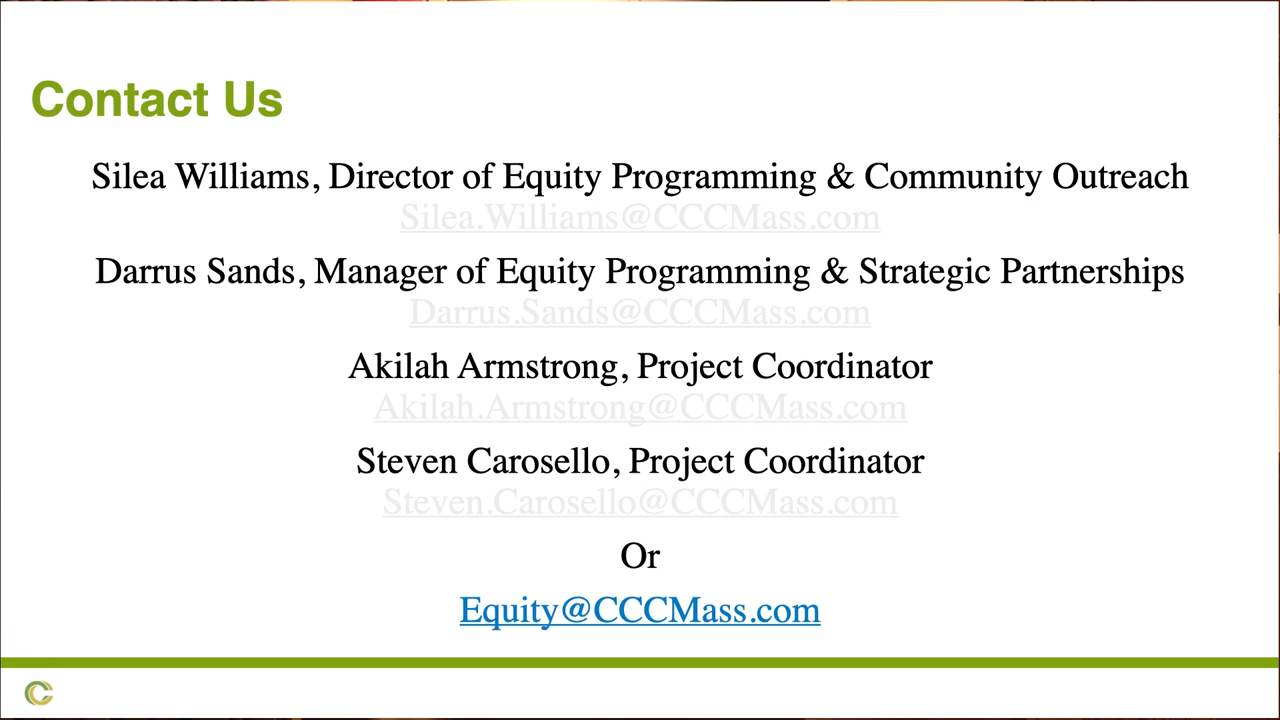 Contact Us
Silea Williams, Director of Equity Programming & Community Outreach
Silea.Williams@CCCMass.com
Darrus Sands, Manager of Equity Programming & Strategic Partnerships
Darrus.Sands@CCCMass.com
Akilah Armstrong, Project Coordinator
Akilah.Armstrong@CCCMass.com
Steven Carosello, Project Coordinator
Steven.Carosello@CCCMass.com
Or
Equity@CCCMass.com